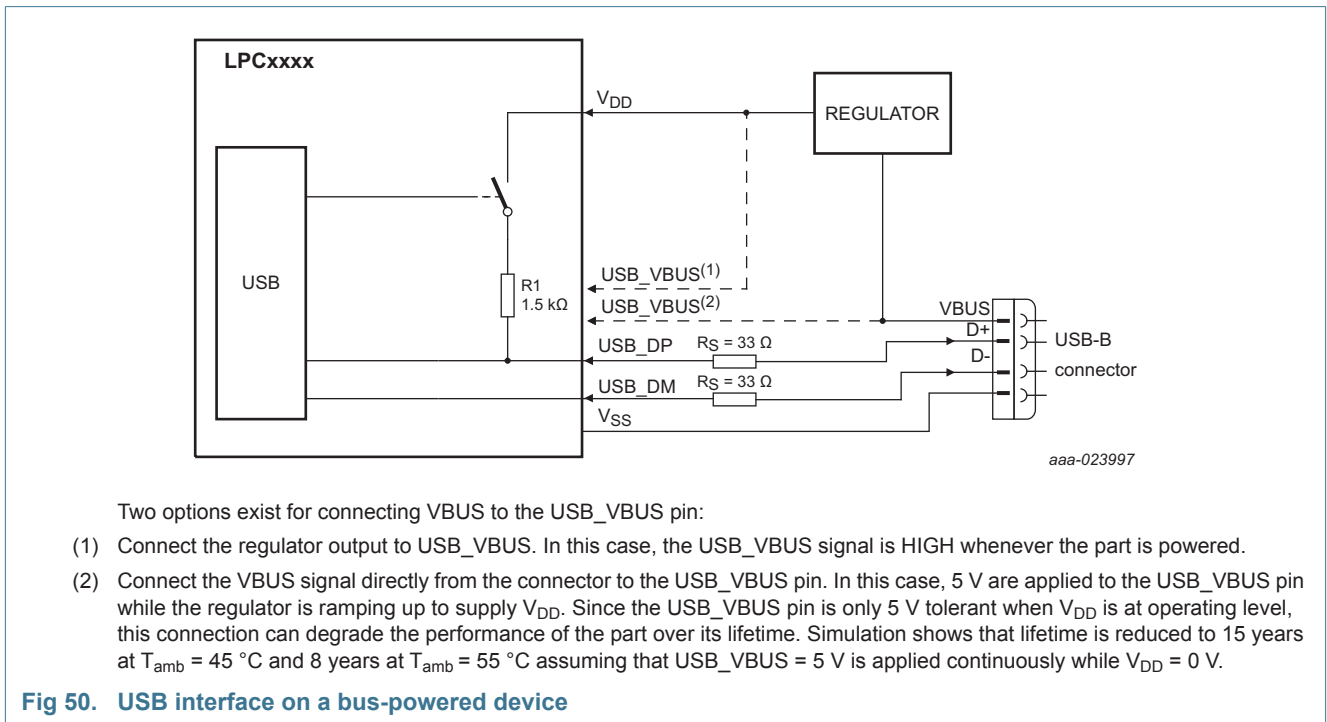 LPCxxxx
VDD
REGULATOR
USB
R1
1.5 kΩ
USB_VBUS(1)
USB_VBUS(2)
VBUS
D+
USB-B
USB_DP RS = 33 Ω
D-
connector
USB_DM RS = 33 Ω
VSS
aaa-023997
Two options exist for connecting VBUS to the USB_VBUS pin:
(1) Connect the regulator output to USB_VBUS. In this case, the USB_VBUS signal is HIGH whenever the part is powered.
(2) Connect the VBUS signal directly from the connector to the USB_VBUS pin. In this case, 5 V are applied to the USB_VBUS pin
while the regulator is ramping up to supply VDD. Since the USB_VBUS pin is only 5 V tolerant when VDD is at operating level,
this connection can degrade the performance of the part over its lifetime. Simulation shows that lifetime is reduced to 15 years
at Tamb = 45 °C and 8 years at Tamb = 55 °C assuming that USB_VBUS = 5 V is applied continuously while VDD = 0 V.
Fig 50. USB interface on a bus-powered device